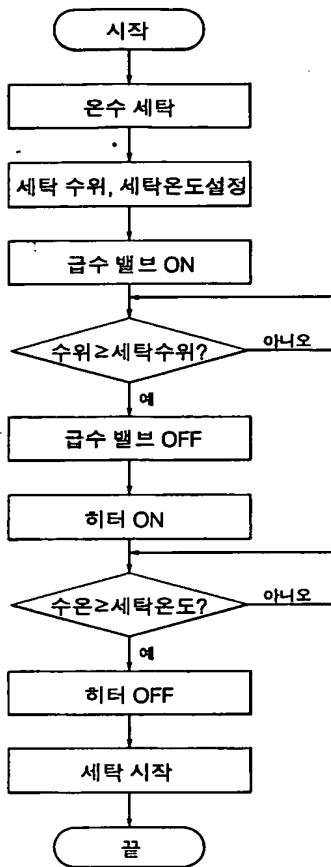 시작
온수 세탁
세탁 수위, 세탁온도설정
급수 밸브 ON
수위≥세탁수위?
아니오
예
급수 밸브 OFF
히터 ON
수온≥세탁온도?
아니오
예
히터 OFF
세탁 시작
끝